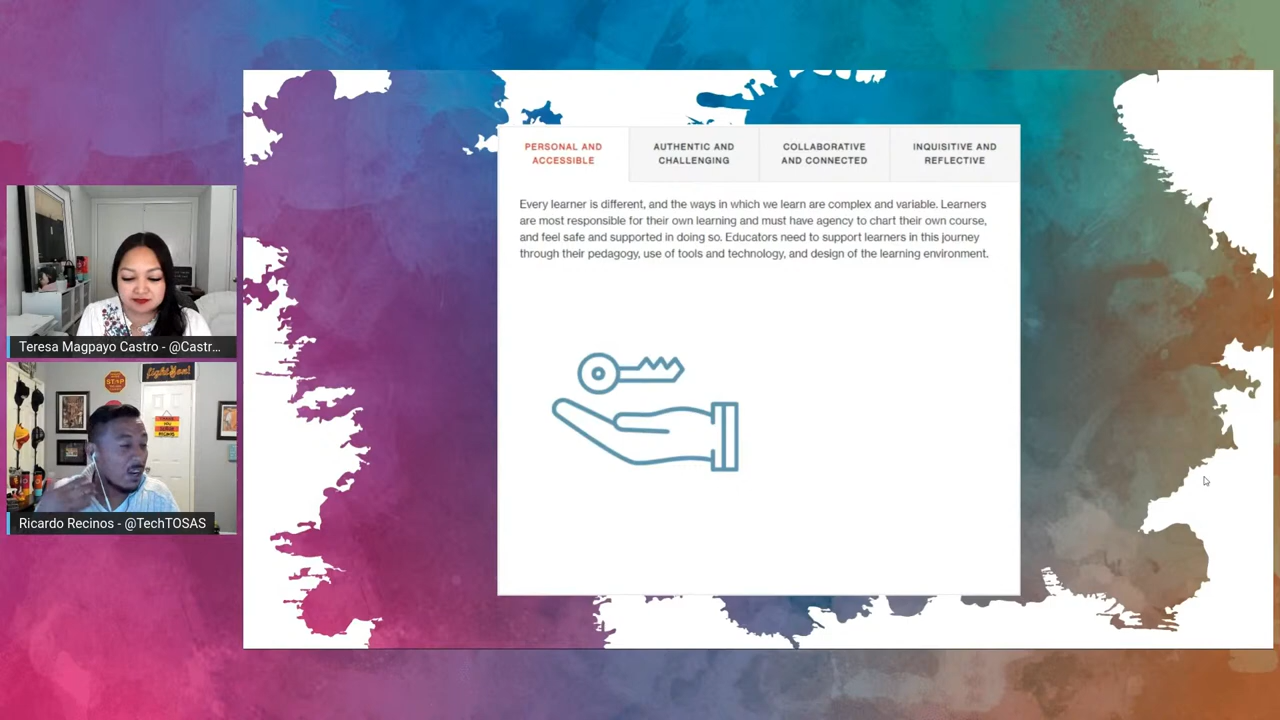 PERSONAL AND
ACCESSIBLE
AUTHENTIC AND
CHALLENGING
COLLABORATIVE
AND CONNECTED
INQUISITIVE AND
REFLECTIVE
Every learner is different, and the ways in which we learn are complex and variable. Learners
are most responsible for their own learning and must have agency to chart their own course,
and feel safe and supported in doing so. Educators need to support learners in this journey
through their pedagogy, use of tools and technology, and design of the learning environment.
Teresa Magpayo Castro - @Castr...
fight on!
STOP
Ricardo Recinos - @TechTOSAS